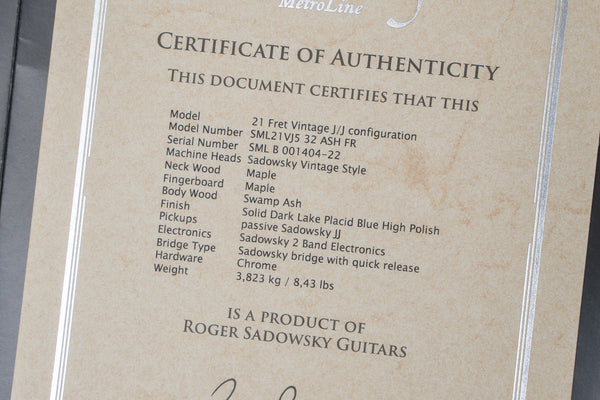 MetroLine
Certificate of Authenticity
This document certifies that this
Model 21 Fret Vintage J/J configuration
Model Number SML21VJ5 32 ASH FR
Serial Number SML B 001404-22
Machine Heads Sadowsky Vintage Style
Neck Wood Maple
Fingerboard Maple
Body Wood Swamp Ash
Finish Solid Dark Lake Placid Blue High Polish
Pickups passive Sadowsky JJ
Electronics Sadowsky 2 Band Electronics
Bridge Type Sadowsky bridge with quick release
Hardware Chrome
Weight 3,823 kg / 8,43 lbs
is a product of
Roger Sadowsky Guitars